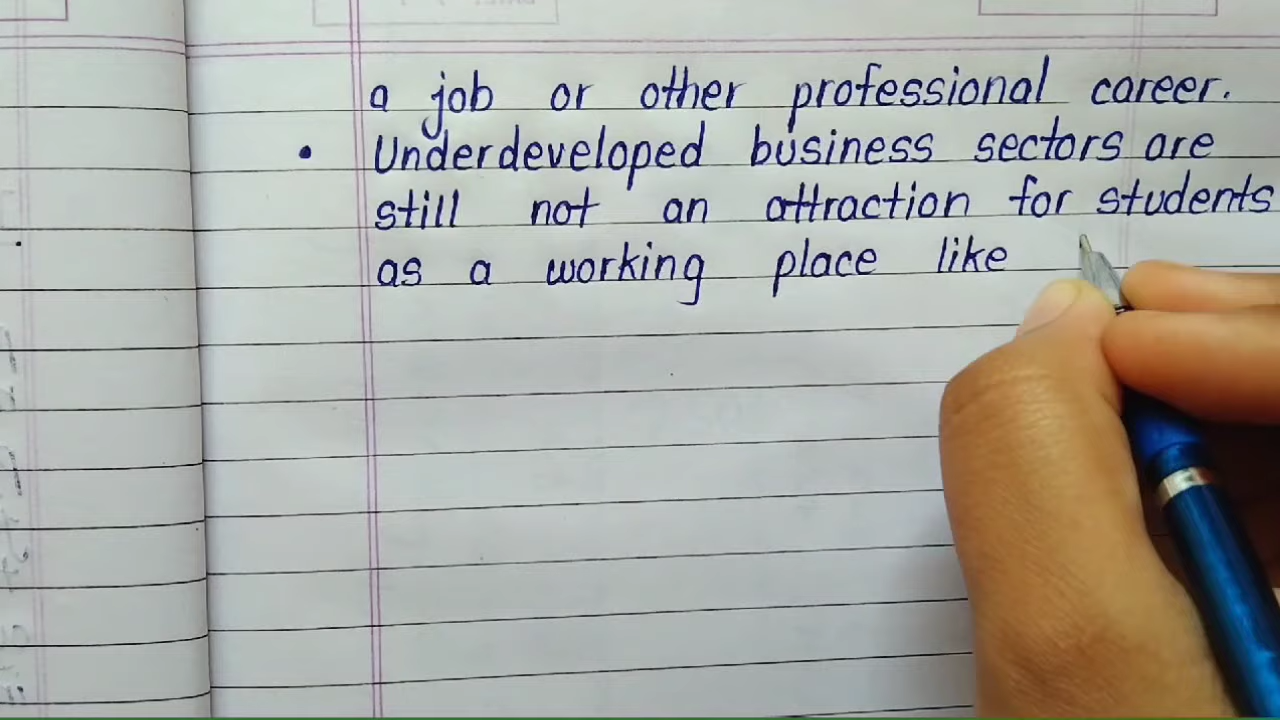 a job or other professional career.
• Underdeveloped business sectors are
still not an attraction for students
as a working place like